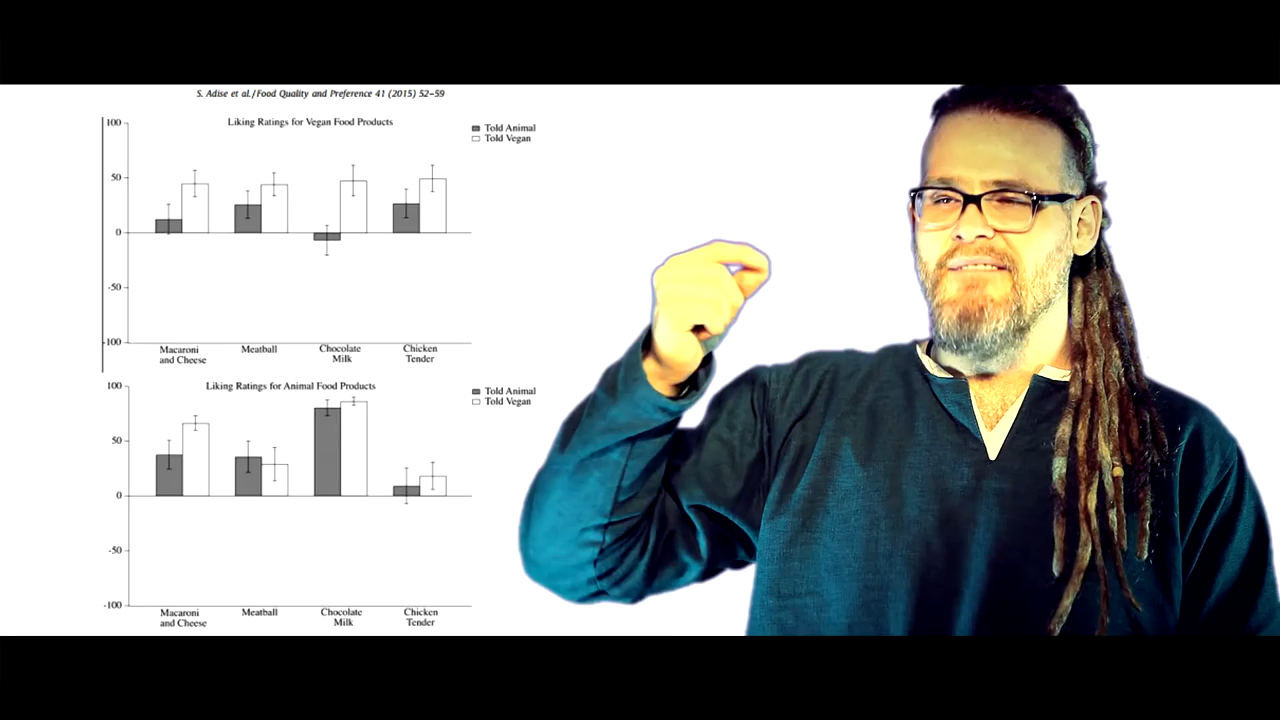 S. Adise et al./Food Quality and Preference 41 (2015) 52–59
Liking Ratings for Vegan Food Products
Told Animal
Told Vegan
100
50
0
-50
-100
Macaroni and Cheese
Meatball
Chocolate Milk
Chicken Tender
Liking Ratings for Animal Food Products
Told Animal
Told Vegan
100
50
0
-50
-100
Macaroni and Cheese
Meatball
Chocolate Milk
Chicken Tender